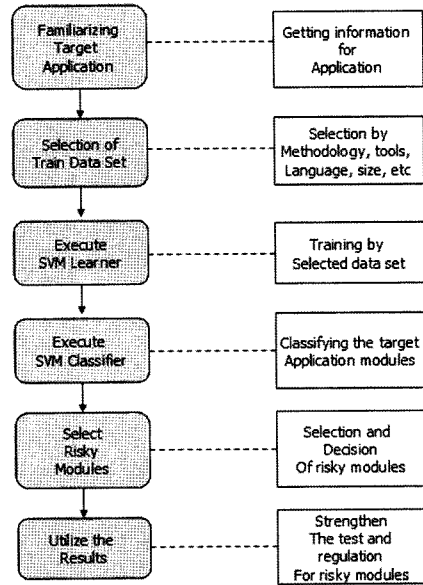 Familiarizing
Target
Application
Getting information
for
Application
Selection of
Train Data Set
Selection by
Methodology, tools,
Language, size, etc
Execute
SVM Learner
Training by
Selected data set
Execute
SVM Classifier
Classifying the target
Application modules
Select
Risky
Modules
Selection and
Decision
Of risky modules
Utilize the
Results
Strengthen
The test and
regulation
For risky modules